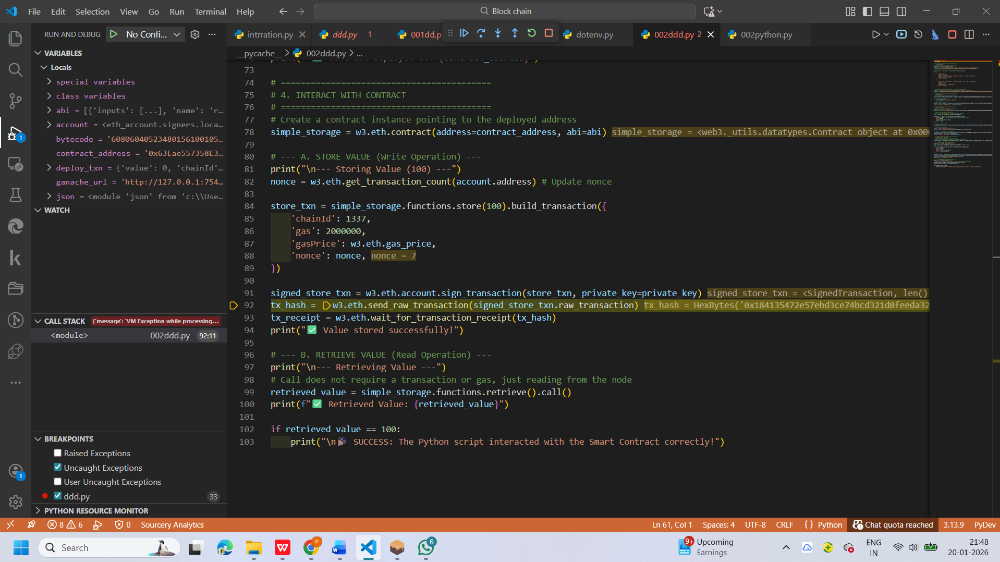 File Edit Selection View Go Run Terminal Help
Block chain
RUN AND DEBUG No Confi...
intrration.py
ddd.py 1
001dd.p
dotenv.py
002ddd.py 2
002python.py
__pycache__ > 002ddd.py > ...
VARIABLES
Locals
special variables
class variables
abi = [{'inputs': [...], 'name': 'r…
account = <eth_account.signers.loca…
bytecode = '60806040523480156100105…
contract_address = '0x63Eae557358E3…
deploy_txn = {'value': 0, 'chainId'…
ganache_url = 'http://127.0.0.1:754…
json = <module 'json' from 'c:\\Use…
WATCH
CALL STACK {'message': 'VM Exception while processing...
<module> 002ddd.py 92:11
BREAKPOINTS
Raised Exceptions
Uncaught Exceptions
User Uncaught Exceptions
ddd.py 33
PYTHON RESOURCE MONITOR
73
74 # ==========================================
75 # 4. INTERACT WITH CONTRACT
76 # ==========================================
77 # Create a contract instance pointing to the deployed address
78 simple_storage = w3.eth.contract(address=contract_address, abi=abi) simple_storage = <web3._utils.datatypes.Contract object at 0x000
79
80 # --- A. STORE VALUE (Write Operation) ---
81 print("\n--- Storing Value (100) ---")
82 nonce = w3.eth.get_transaction_count(account.address) # Update nonce
83
84 store_txn = simple_storage.functions.store(100).build_transaction({
85 'chainId': 1337,
86 'gas': 2000000,
87 'gasPrice': w3.eth.gas_price,
88 'nonce': nonce, nonce = 7
89 })
90
91 signed_store_txn = w3.eth.account.sign_transaction(store_txn, private_key=private_key) signed_store_txn = <SignedTransaction, len()
92 tx_hash = w3.eth.send_raw_transaction(signed_store_txn.raw_transaction) tx_hash = HexBytes('0x184135472e57ebd3ce74bcd321d8feeda32
93 tx_receipt = w3.eth.wait_for_transaction_receipt(tx_hash)
94 print("✅ Value stored successfully!")
95
96 # --- B. RETRIEVE VALUE (Read Operation) ---
97 print("\n--- Retrieving Value ---")
98 # Call does not require a transaction or gas, just reading from the node
99 retrieved_value = simple_storage.functions.retrieve().call()
100 print(f"✅ Retrieved Value: {retrieved_value}")
101
102 if retrieved_value == 100:
103 print("\n🎉 SUCCESS: The Python script interacted with the Smart Contract correctly!")
8 6 0 Sourcery Analytics Ln 61, Col 1 Spaces: 4 UTF-8 CRLF {} Python Chat quota reached 3.13.9 PyDev
Search
9+ Upcoming
Earnings
ENG
IN
21:48
20-01-2026